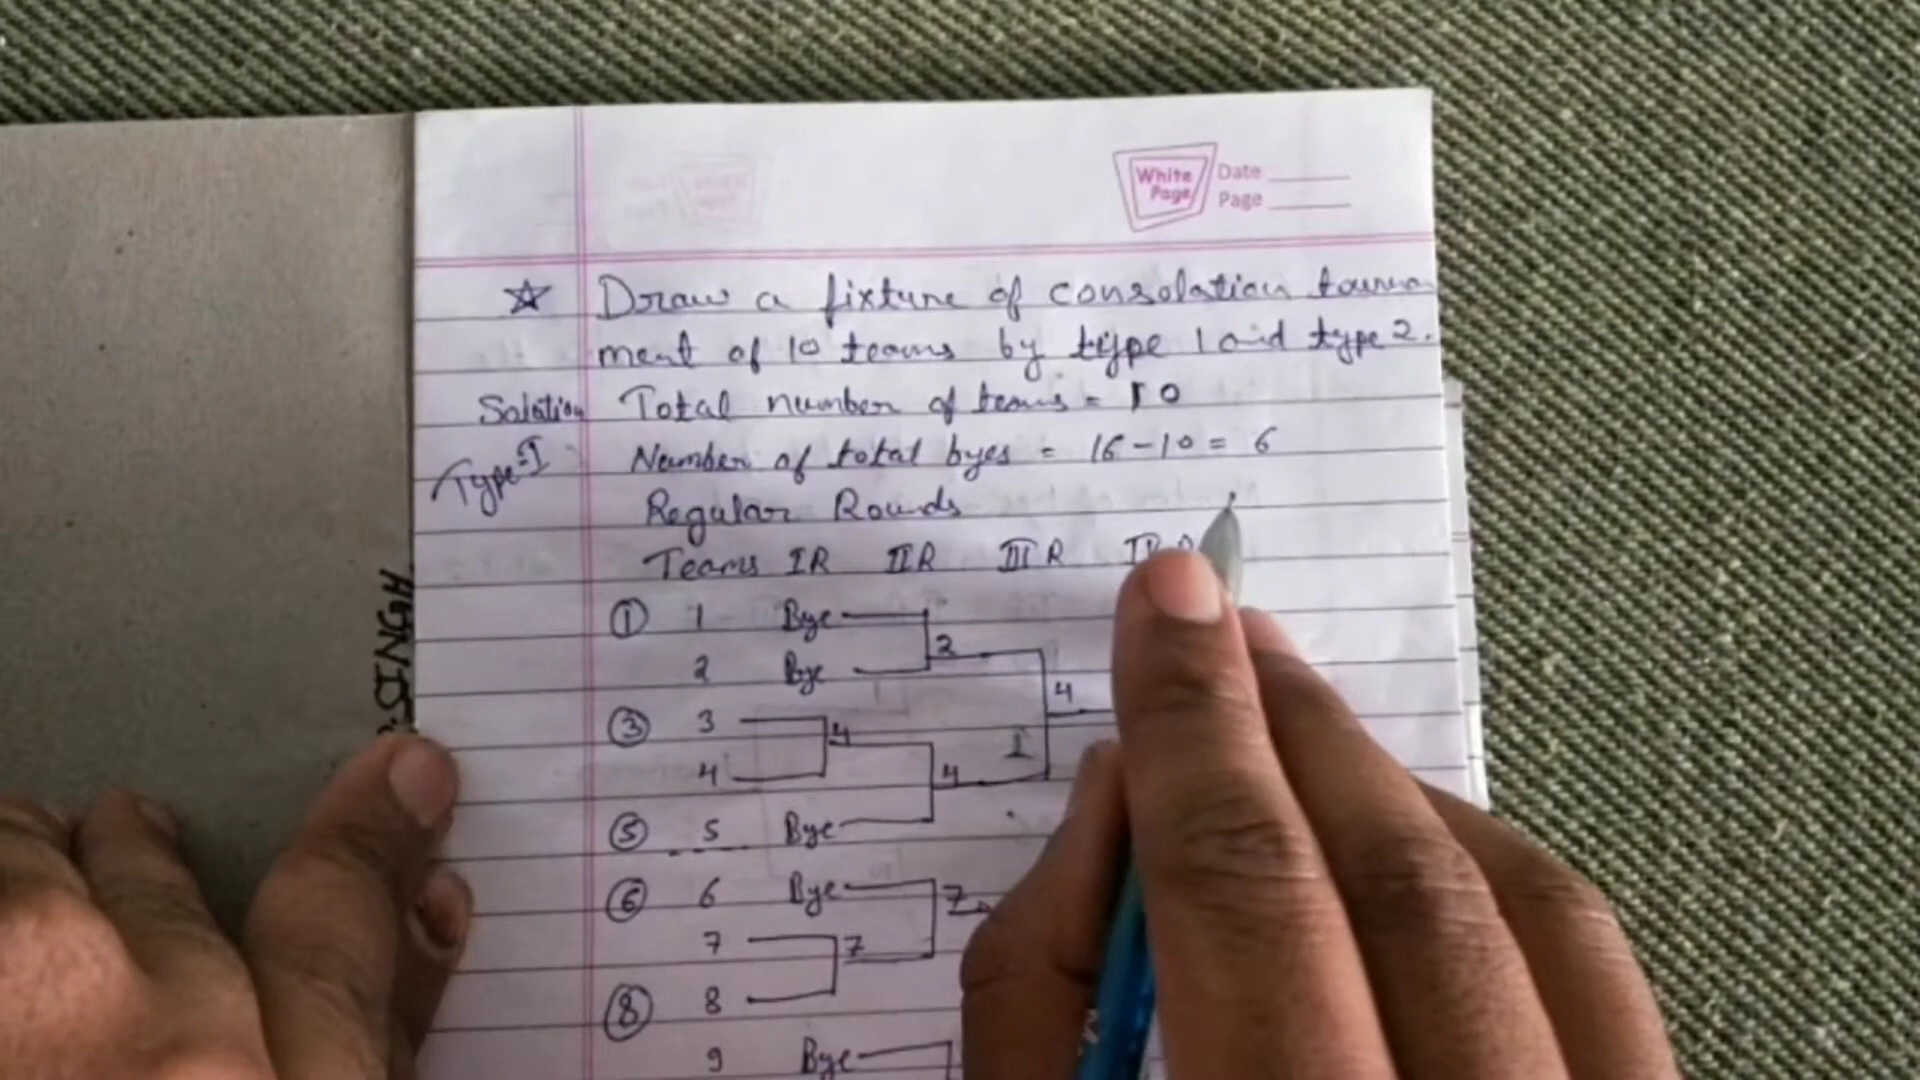 White Page Date
Page
☆ Draw a fixture of consolation tourna
ment of 10 teams by type 1 and type 2.
Solution Total number of teams = 10
Type-I Number of total byes = 16-10 = 6
Regular Rounds
Teams IR IIR IIIR
① 1 Bye
2
2 Bye
4
③ 3
4
1
4
4
⑤ 5 Bye
⑥ 6 Bye
7
7
7
⑧ 8
9 Bye